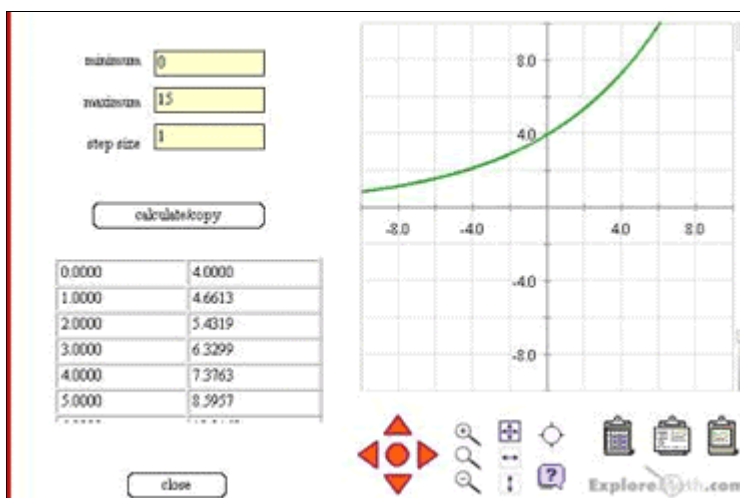 minimum 0
maximum 15
step size 1
calculate/copy
0.0000 4.0000
1.0000 4.6613
2.0000 5.4319
3.0000 6.3299
4.0000 7.3763
5.0000 8.5957
close
8.0
4.0
-8.0 -4.0 4.0 8.0
-4.0
-8.0
?
ExploreMath.com